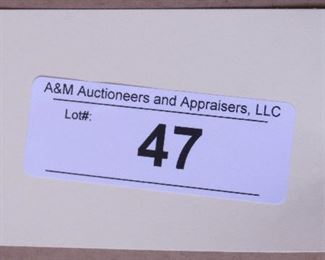 A&M Auctioneers and Appraisers, LLC
Lot#:
47